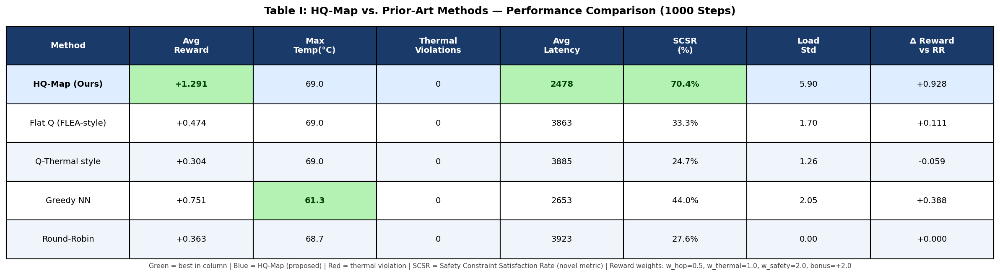 Table I: HQ-Map vs. Prior-Art Methods — Performance Comparison (1000 Steps)
Method | Avg Reward | Max Temp(°C) | Thermal Violations | Avg Latency | SCSR (%) | Load Std | Δ Reward vs RR
HQ-Map (Ours) | +1.291 | 69.0 | 0 | 2478 | 70.4% | 5.90 | +0.928
Flat Q (FLEA-style) | +0.474 | 69.0 | 0 | 3863 | 33.3% | 1.70 | +0.111
Q-Thermal style | +0.304 | 69.0 | 0 | 3885 | 24.7% | 1.26 | -0.059
Greedy NN | +0.751 | 61.3 | 0 | 2653 | 44.0% | 2.05 | +0.388
Round-Robin | +0.363 | 68.7 | 0 | 3923 | 27.6% | 0.00 | +0.000
Green = best in column | Blue = HQ-Map (proposed) | Red = thermal violation | SCSR = Safety Constraint Satisfaction Rate (novel metric) | Reward weights: w_hop=0.5, w_thermal=1.0, w_safety=2.0, bonus=+2.0